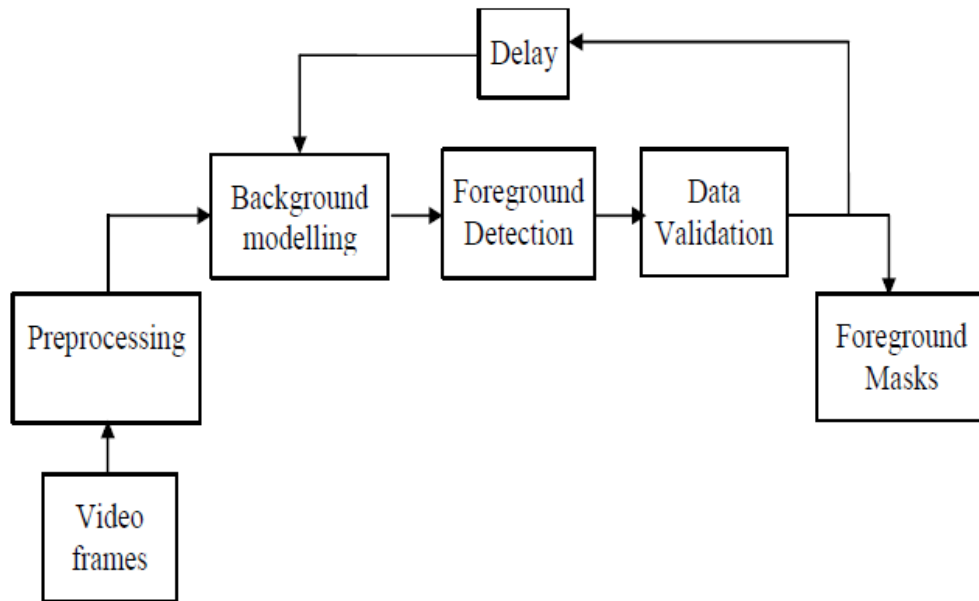 Delay
Background
modelling
Foreground
Detection
Data
Validation
Preprocessing
Foreground
Masks
Video
frames